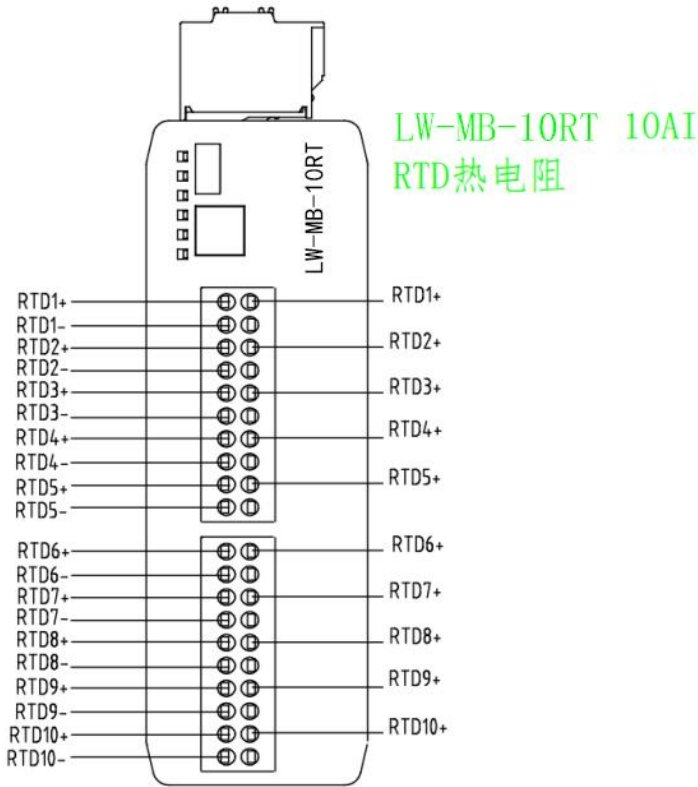 LW-MB-10RT 10AI
RTD热电阻
LW-MB-10RT
RTD1+
RTD1-
RTD2+
RTD2-
RTD3+
RTD3-
RTD4+
RTD4-
RTD5+
RTD5-
RTD6+
RTD6-
RTD7+
RTD7-
RTD8+
RTD8-
RTD9+
RTD9-
RTD10+
RTD10-
RTD1+
RTD2+
RTD3+
RTD4+
RTD5+
RTD6+
RTD7+
RTD8+
RTD9+
RTD10+